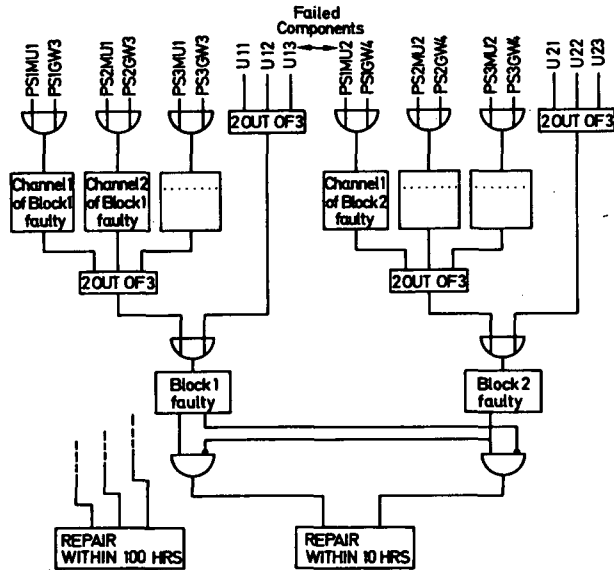 Failed
Components
PS1MU1
PS1GW3
PS2MU1
PS2GW3
PS3MU1
PS3GW3
U11
U12
U13
PS1MU2
PS1GW4
PS2MU2
PS2GW4
PS3MU2
PS3GW4
U21
U22
U23
2 OUT OF 3
2 OUT OF 3
Channel 1
of Block 1
faulty
Channel 2
of Block 1
faulty
Channel 1
of Block 2
faulty
2 OUT OF 3
2 OUT OF 3
Block 1
faulty
Block 2
faulty
REPAIR
WITHIN 100 HRS
REPAIR
WITHIN 10 HRS